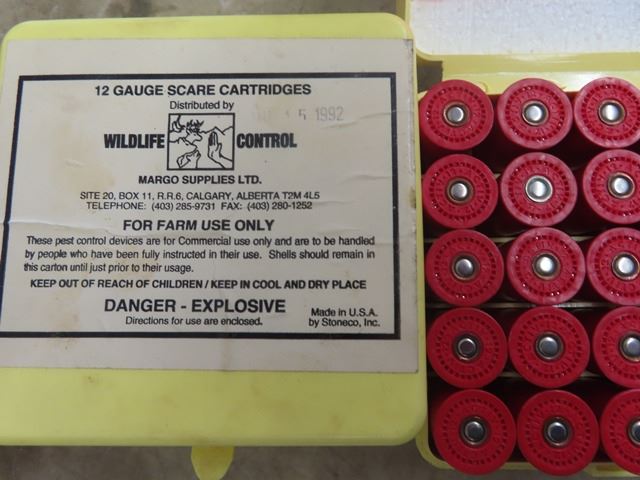 12 GAUGE SCARE CARTRIDGES
Distributed by
5 1992
WILDLIFE CONTROL
MARGO SUPPLIES LTD.
SITE 20, BOX 11, R.R.6, CALGARY, ALBERTA T2M 4L5
TELEPHONE: (403) 285-9731 FAX: (403) 280-1252
FOR FARM USE ONLY
These pest control devices are for Commercial use only and are to be handled
by people who have been fully instructed in their use. Shells should remain in
this carton until just prior to their usage.
KEEP OUT OF REACH OF CHILDREN / KEEP IN COOL AND DRY PLACE
DANGER - EXPLOSIVE
Directions for use are enclosed.
Made in U.S.A.
by Stoneco, Inc.